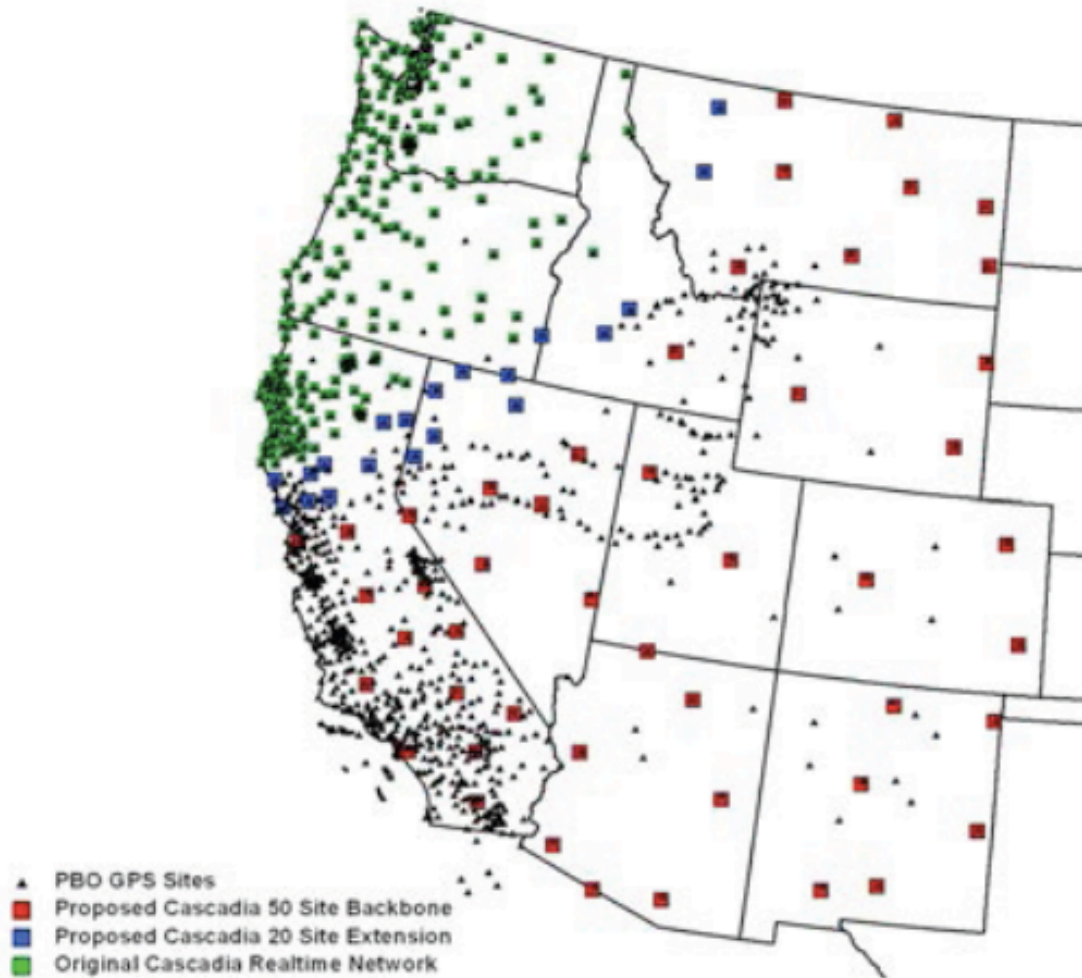 PBO GPS Sites
Proposed Cascadia 50 Site Backbone
Proposed Cascadia 20 Site Extension
Original Cascadia Realtime Network